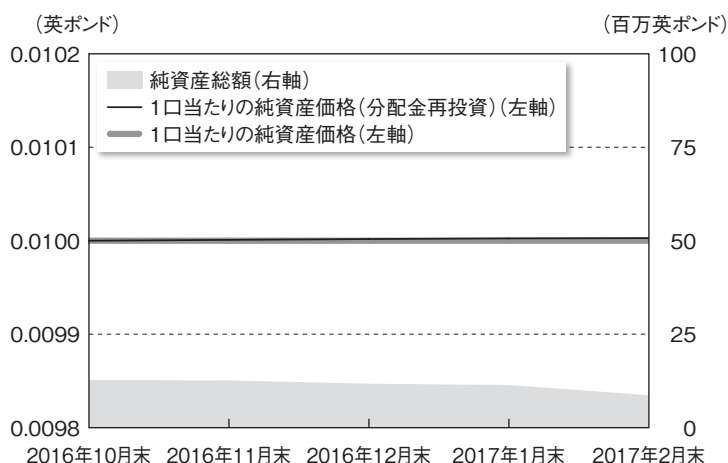 (英ポンド) (百万英ポンド)
0.0102 100
純資産総額(右軸)
1口当たりの純資産価格(分配金再投資)(左軸)
1口当たりの純資産価格(左軸)
0.0101 75
0.0100 50
0.0099 25
0.0098 0
2016年10月末 2016年11月末 2016年12月末 2017年1月末 2017年2月末